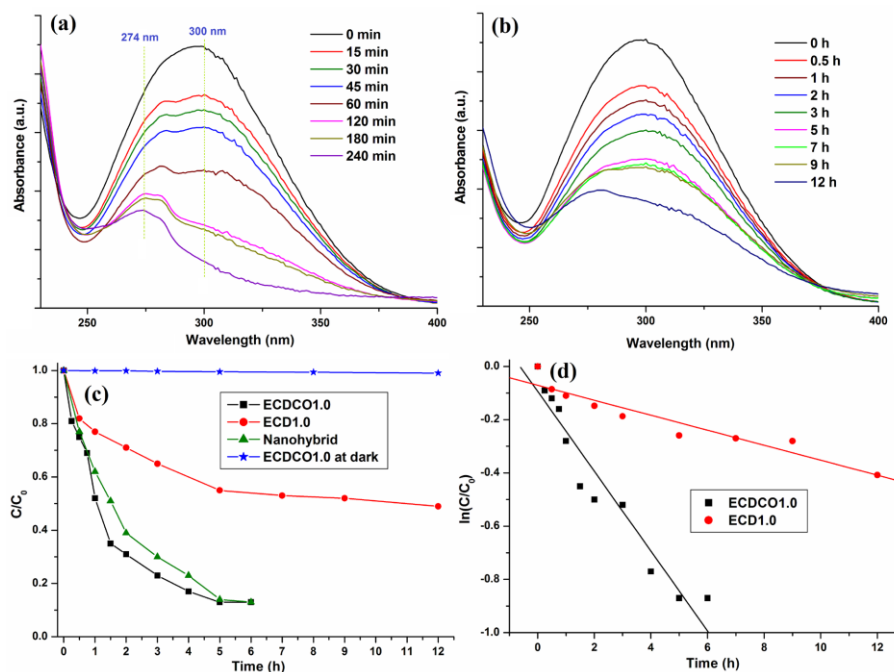 (a)
274 nm
300 nm
0 min
15 min
30 min
45 min
60 min
120 min
180 min
240 min
Absorbance (a.u.)
250 300 350 400
Wavelength (nm)
(b)
0 h
0.5 h
1 h
2 h
3 h
5 h
7 h
9 h
12 h
Absorbance (a.u.)
250 300 350 400
Wavelength (nm)
(c)
ECDCO1.0
ECD1.0
Nanohybrid
ECDCO1.0 at dark
C/C0
1.0
0.8
0.6
0.4
0.2
0.0
0 1 2 3 4 5 6 7 8 9 10 11 12
Time (h)
(d)
ECDCO1.0
ECD1.0
ln(C/C0)
0.0
-0.2
-0.4
-0.6
-0.8
-1.0
0 2 4 6 8 10 12
Time (h)